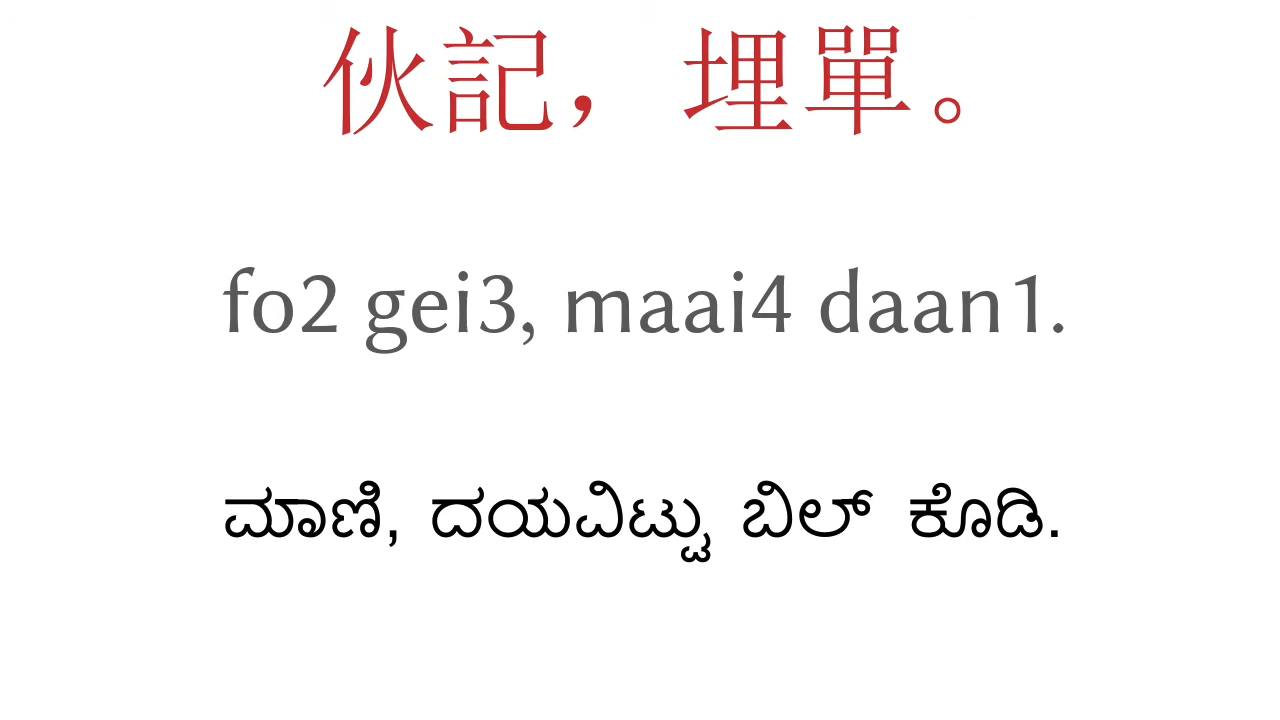 伙記，埋單。
fo2 gei3, maai4 daan1.
ಮಾಣಿ, ದಯವಿಟ್ಟು ಬಿಲ್ ಕೊಡಿ.